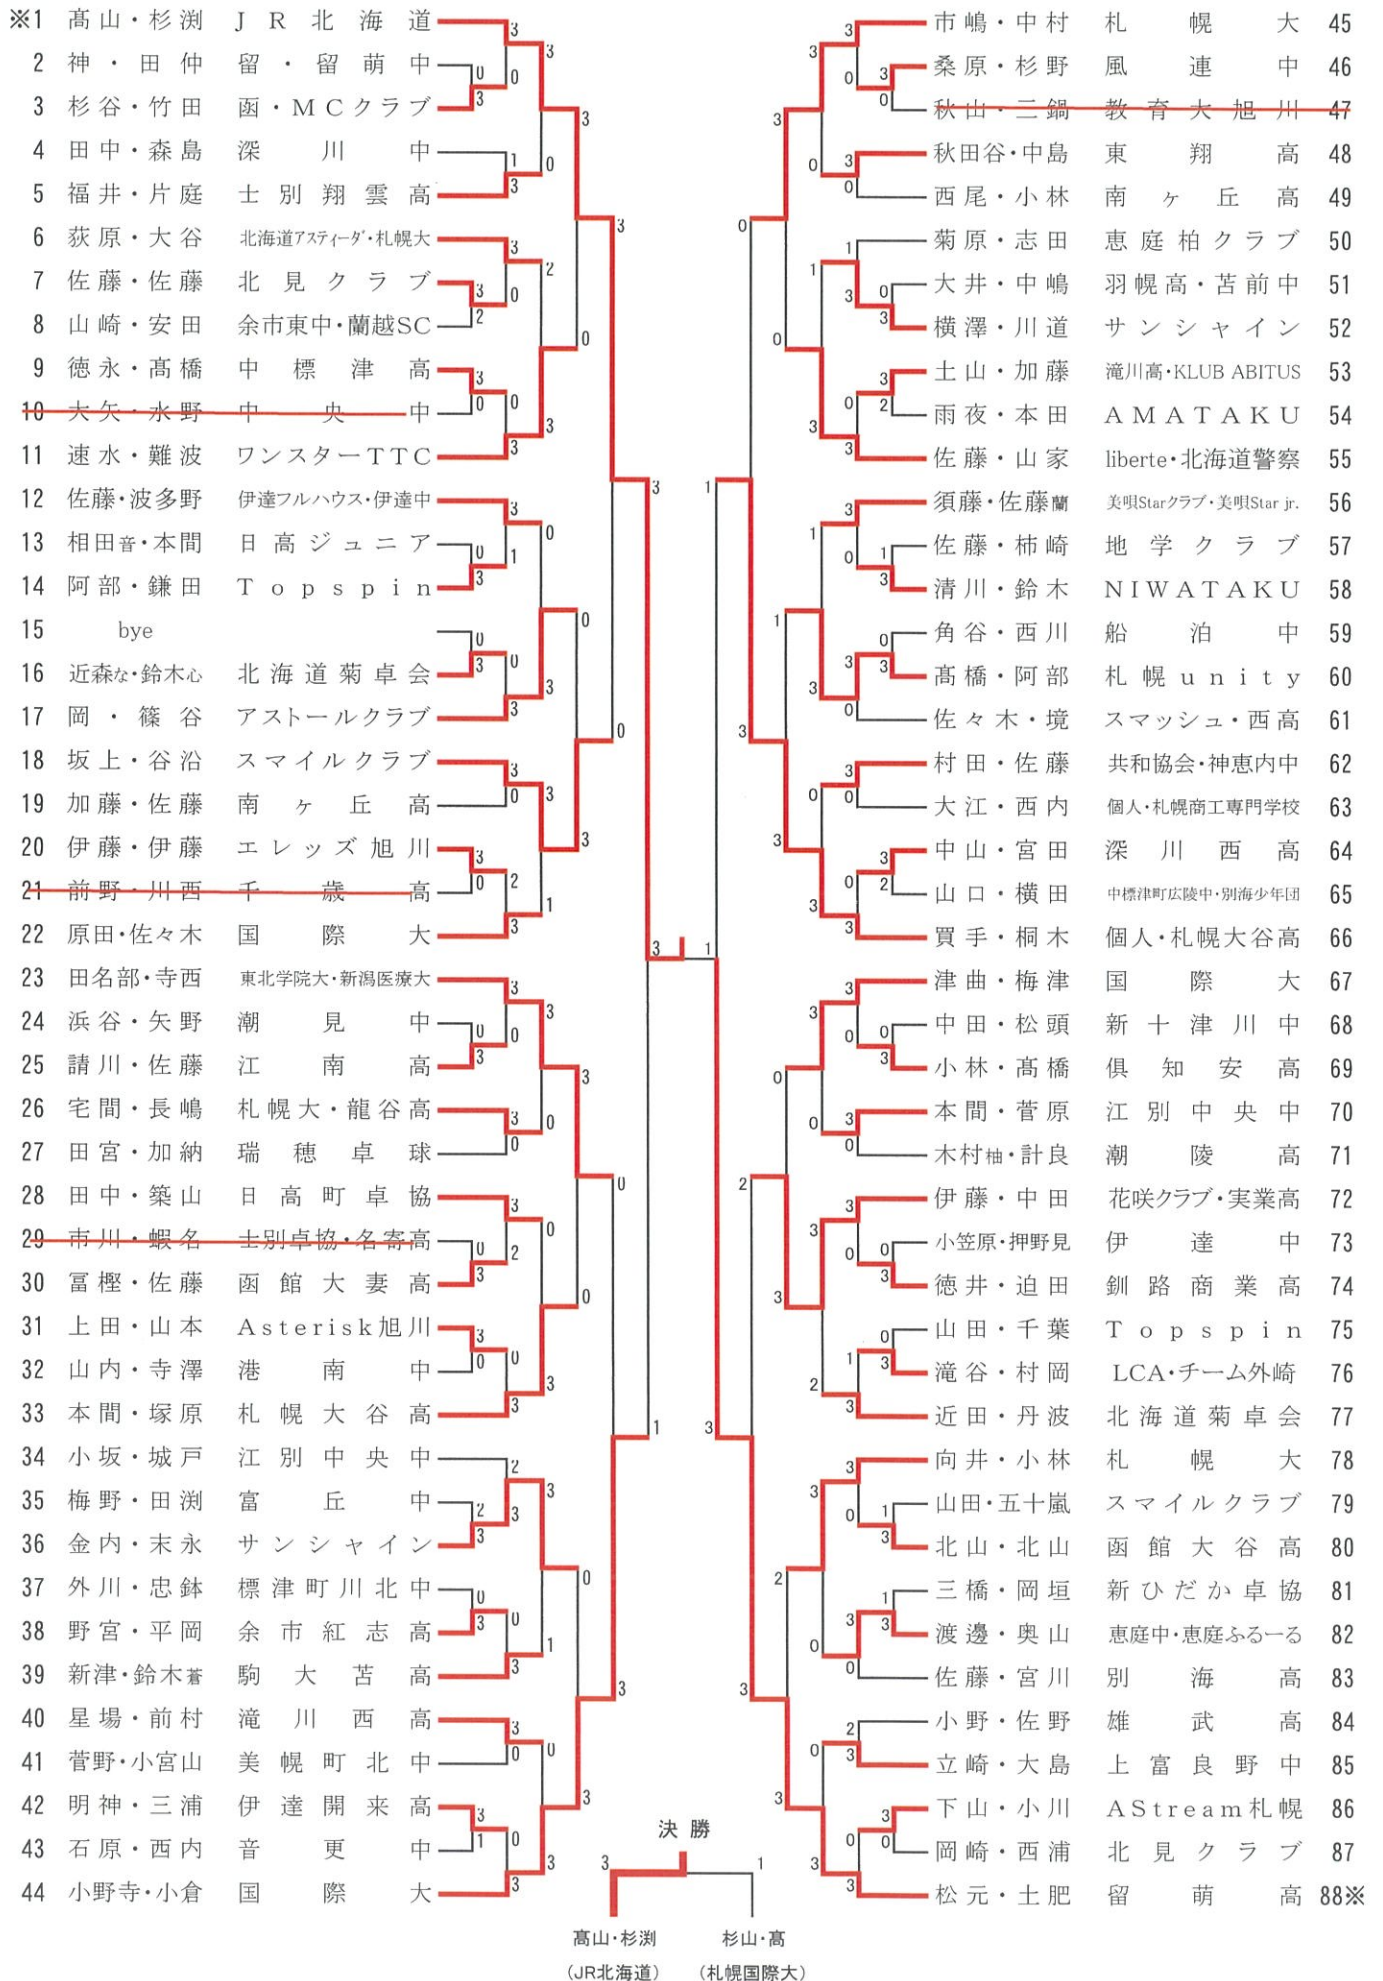 ※1 髙山・杉渕 JR北海道
2 神・田仲 留・留萌中
3 杉谷・竹田 函・MCクラブ
4 田中・森島 深川中
5 福井・片庭 士別翔雲高
6 荻原・大谷 北海道アスティーダ・札幌大
7 佐藤・佐藤 北見クラブ
8 山崎・安田 余市東中・蘭越SC
9 徳永・髙橋 中標津高
10 大矢・水野 中央中
11 速水・難波 ワンスターTTC
12 佐藤・波多野 伊達フルハウス・伊達中
13 相田音・本間 日高ジュニア
14 阿部・鎌田 Topspin
15 bye
16 近森な・鈴木心 北海道菊卓会
17 岡・篠谷 アストールクラブ
18 坂上・谷沿 スマイルクラブ
19 加藤・佐藤 南ヶ丘高
20 伊藤・伊藤 エレッズ旭川
21 前野・川西 千歳高
22 原田・佐々木 国際大
23 田名部・寺西 東北学院大・新潟医療大
24 浜谷・矢野 潮見中
25 請川・佐藤 江南高
26 宅間・長嶋 札幌大・龍谷高
27 田宮・加納 瑞穂卓球
28 田中・築山 日高町卓協
29 市川・蝦名 士別卓協・名寄高
30 冨樫・佐藤 函館大妻高
31 上田・山本 Asterisk旭川
32 山内・寺澤 港南中
33 本間・塚原 札幌大谷高
34 小坂・城戸 江別中央中
35 梅野・田渕 富丘中
36 金内・末永 サンシャイン
37 外川・忠鉢 標津町川北中
38 野宮・平岡 余市紅志高
39 新津・鈴木蒼 駒大苫高
40 星場・前村 滝川西高
41 菅野・小宮山 美幌町北中
42 明神・三浦 伊達開来高
43 石原・西内 音更中
44 小野寺・小倉 国際大
市嶋・中村 札幌大 45
桑原・杉野 風連中 46
秋山・三鍋 教育大旭川 47
秋田谷・中島 東翔高 48
西尾・小林 南ヶ丘高 49
菊原・志田 恵庭柏クラブ 50
大井・中嶋 羽幌高・苫前中 51
横澤・川道 サンシャイン 52
土山・加藤 滝川高・KLUB ABITUS 53
雨夜・本田 AMATAKU 54
佐藤・山家 liberte・北海道警察 55
須藤・佐藤蘭 美唄Starクラブ・美唄Star jr. 56
佐藤・柿崎 地学クラブ 57
清川・鈴木 NIWATAKU 58
角谷・西川 船泊中 59
髙橋・阿部 札幌unity 60
佐々木・境 スマッシュ・西高 61
村田・佐藤 共和協会・神恵内中 62
大江・西内 個人・札幌商工専門学校 63
中山・宮田 深川西高 64
山口・横田 中標津町広陵中・別海少年団 65
買手・桐木 個人・札幌大谷高 66
津曲・梅津 国際大 67
中田・松頭 新十津川中 68
小林・髙橋 倶知安高 69
本間・菅原 江別中央中 70
木村柚・計良 潮陵高 71
伊藤・中田 花咲クラブ・実業高 72
小笠原・押野見 伊達中 73
徳井・迫田 釧路商業高 74
山田・千葉 Topspin 75
滝谷・村岡 LCA・チーム外崎 76
近田・丹波 北海道菊卓会 77
向井・小林 札幌大 78
山田・五十嵐 スマイルクラブ 79
北山・北山 函館大谷高 80
三橋・岡垣 新ひだか卓協 81
渡邊・奥山 恵庭中・恵庭ふるーる 82
佐藤・宮川 別海高 83
小野・佐野 雄武高 84
立崎・大島 上富良野中 85
下山・小川 AStream札幌 86
岡崎・西浦 北見クラブ 87
松元・土肥 留萌高 88※
決勝
3 1
髙山・杉渕 杉山・髙
(JR北海道) (札幌国際大)